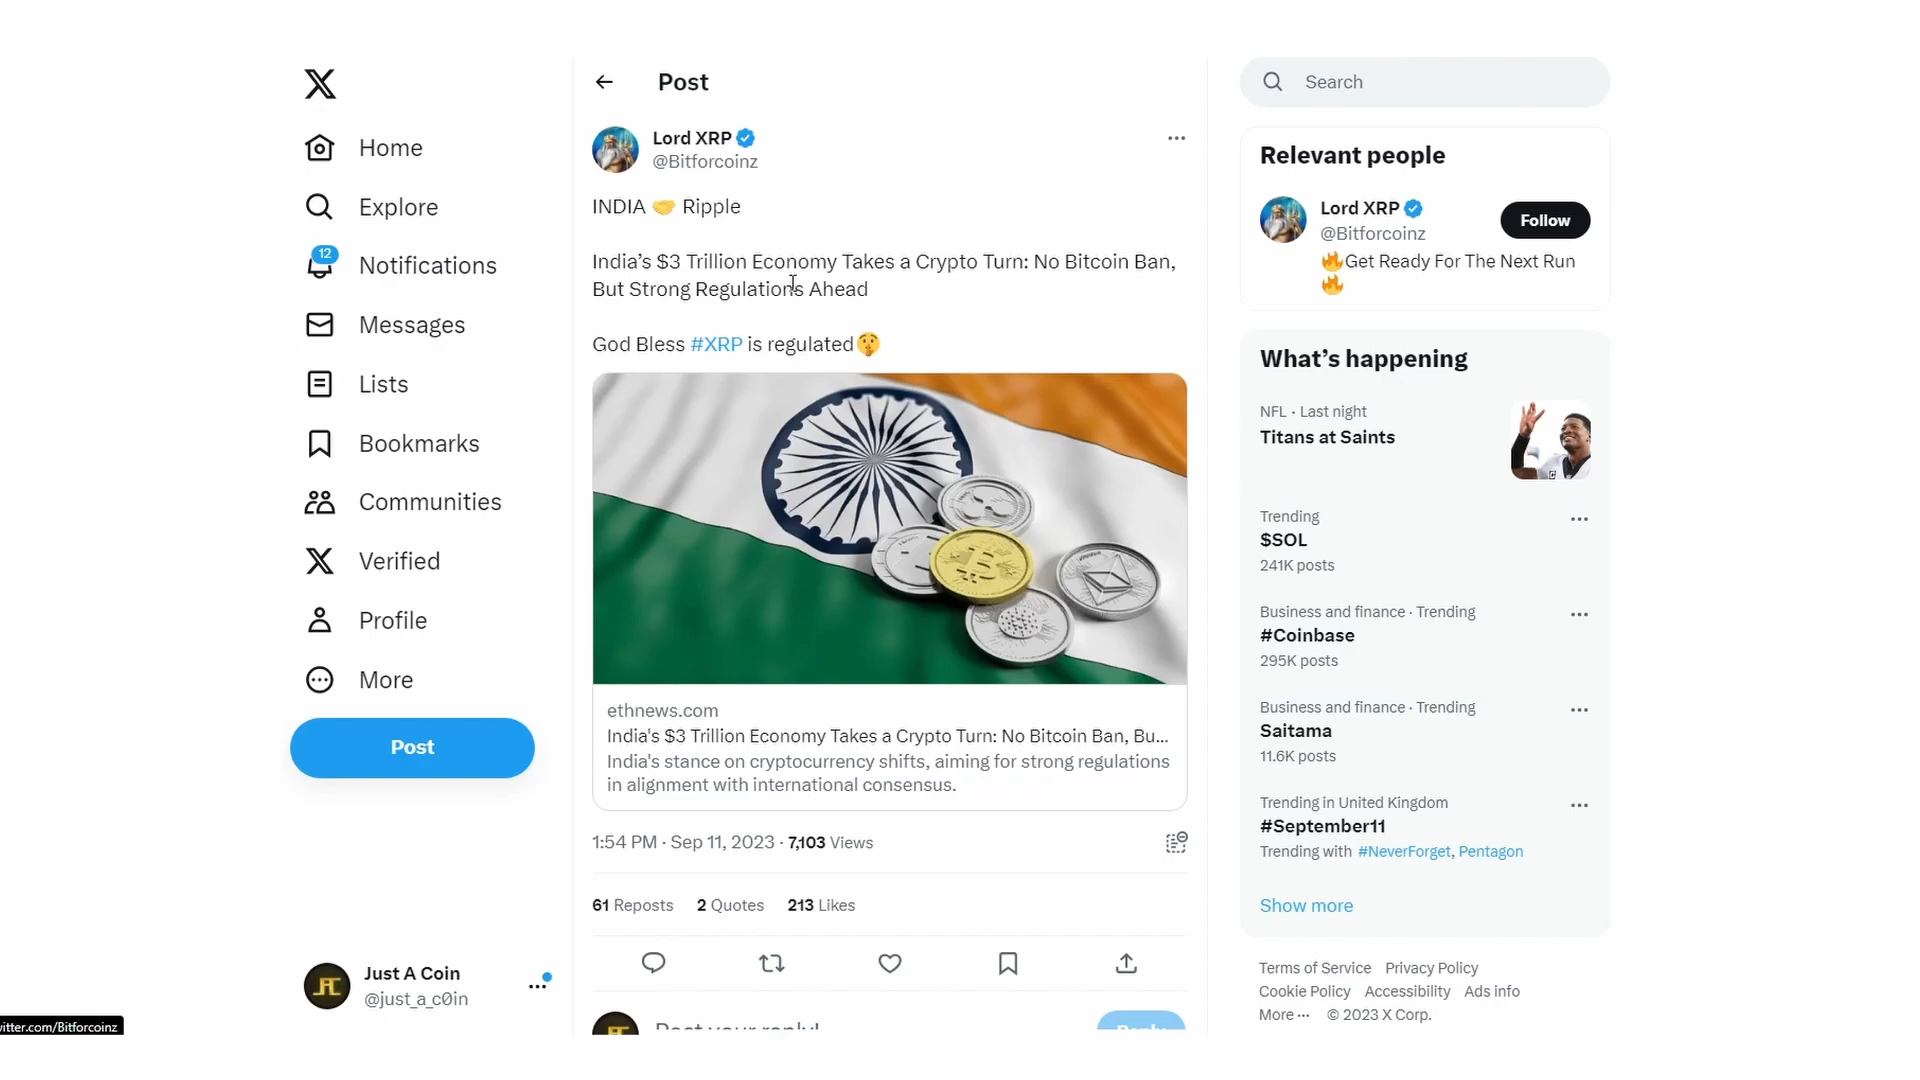 Home
Explore
12
Notifications
Messages
Lists
Bookmarks
Communities
Verified
Profile
More
Post
Just A Coin
@just_a_c0in
Post
Lord XRP
@Bitforcoinz
INDIA 🤝 Ripple
India’s $3 Trillion Economy Takes a Crypto Turn: No Bitcoin Ban,
But Strong Regulations Ahead
God Bless #XRP is regulated🤫
ethnews.com
India's $3 Trillion Economy Takes a Crypto Turn: No Bitcoin Ban, Bu...
India's stance on cryptocurrency shifts, aiming for strong regulations
in alignment with international consensus.
1:54 PM · Sep 11, 2023 · 7,103 Views
61 Reposts 2 Quotes 213 Likes
Post your reply!
Reply
Search
Relevant people
Lord XRP
@Bitforcoinz
Follow
🔥Get Ready For The Next Run
🔥
What’s happening
NFL · Last night
Titans at Saints
Trending
$SOL
241K posts
Business and finance · Trending
#Coinbase
295K posts
Business and finance · Trending
Saitama
11.6K posts
Trending in United Kingdom
#September11
Trending with #NeverForget, Pentagon
Show more
Terms of Service Privacy Policy
Cookie Policy Accessibility Ads info
More ··· © 2023 X Corp.
witter.com/Bitforcoinz